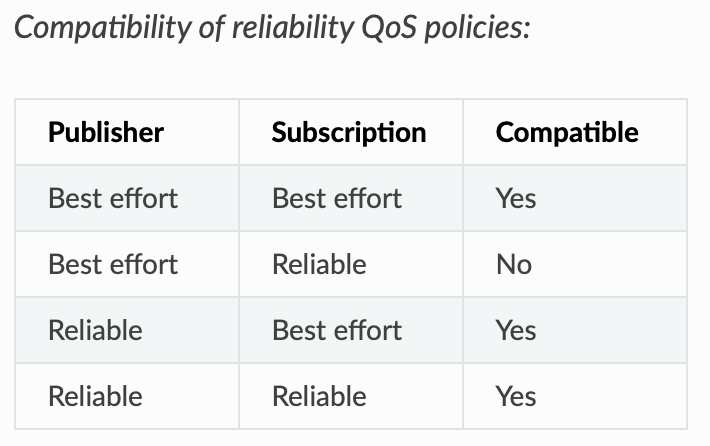 Compatibility of reliability QoS policies:
Publisher Subscription Compatible
Best effort Best effort Yes
Best effort Reliable No
Reliable Best effort Yes
Reliable Reliable Yes